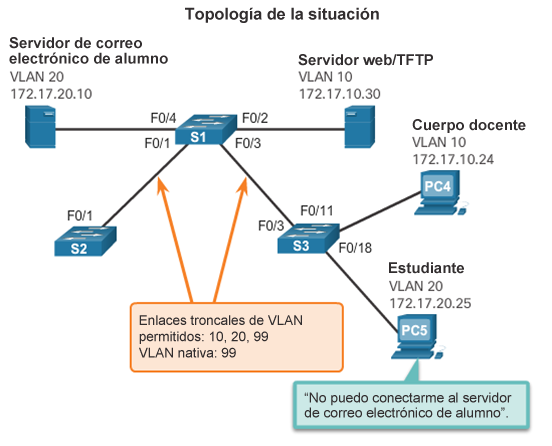 Topología de la situación
Servidor de correo
electrónico de alumno
VLAN 20
172.17.20.10
Servidor web/TFTP
VLAN 10
172.17.10.30
F0/4
F0/2
S1
F0/1
F0/3
Cuerpo docente
VLAN 10
172.17.10.24
PC4
F0/1
S2
F0/11
F0/3
S3
F0/18
Estudiante
VLAN 20
172.17.20.25
PC5
Enlaces troncales de VLAN
permitidos: 10, 20, 99
VLAN nativa: 99
“No puedo conectarme al servidor
de correo electrónico de alumno”.